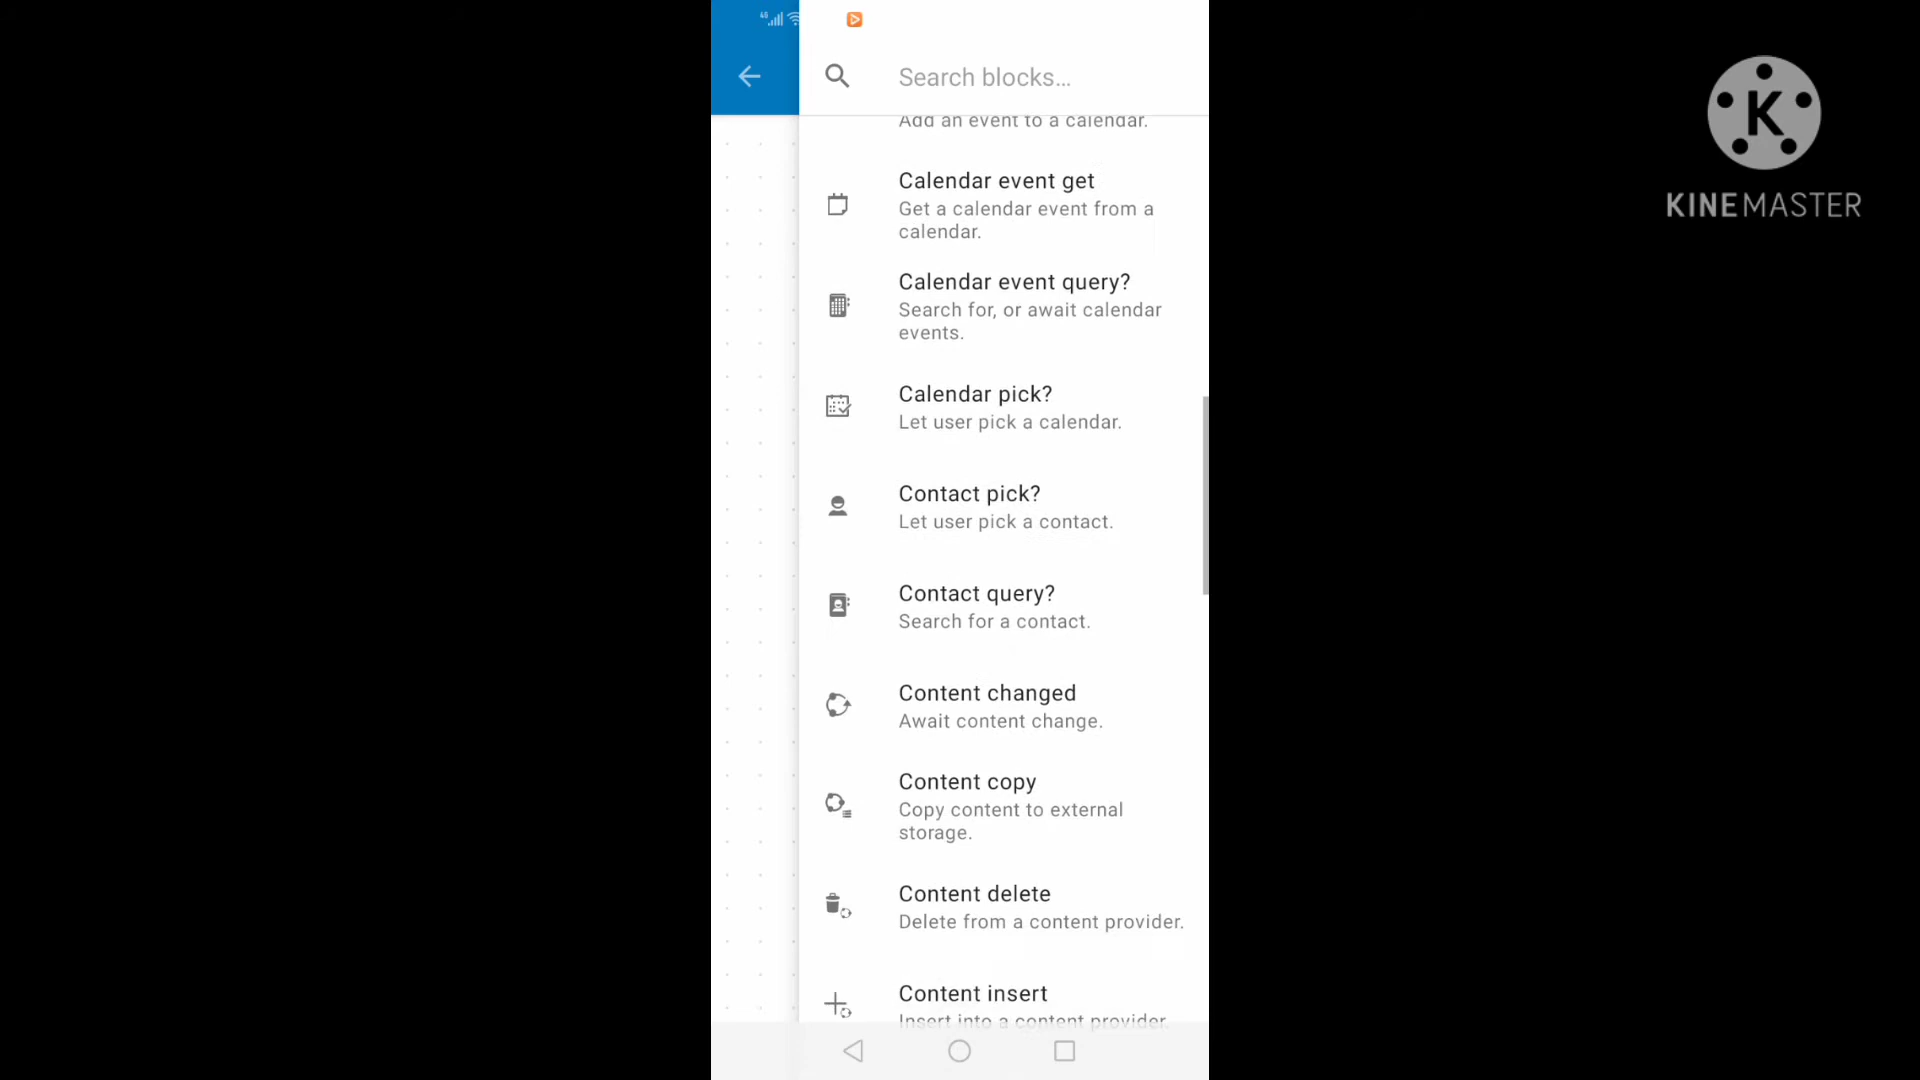 4G
Search blocks...
Add an event to a calendar.
Calendar event get
Get a calendar event from a
calendar.
Calendar event query?
Search for, or await calendar
events.
Calendar pick?
Let user pick a calendar.
Contact pick?
Let user pick a contact.
Contact query?
Search for a contact.
Content changed
Await content change.
Content copy
Copy content to external
storage.
Content delete
Delete from a content provider.
Content insert
Insert into a content provider.
K
KINEMASTER